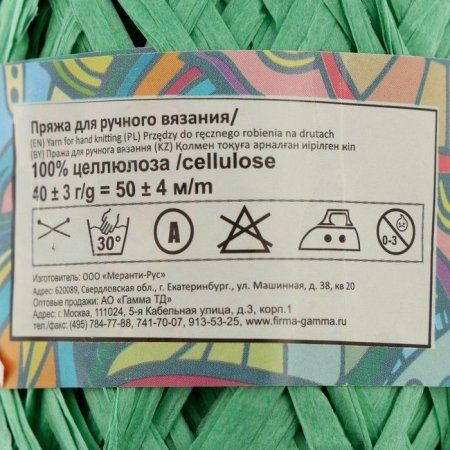 Пряжа для ручного вязания/
(EN) Yarn for hand knitting (PL) Przędzy do ręcznego robienia na drutach
(BY) Пража для ручнога вязання (KZ) Қолмен тоқуға арналған иірілген жіп
100% целлюлоза /cellulose
40 ± 3 г/g = 50 ± 4 м/m
30°
A
0-3
Изготовитель: ООО «Меранти-Рус»
Адрес: 620089, Свердловская обл., г. Екатеринбург, ул. Машинная, д. 38, кв 20
Оптовые продажи: АО «Гамма ТД»
Адрес: г. Москва, 111024, 5-я Кабельная улица, д.3, корп.1
тел./факс: (495) 784-77-88, 741-70-07, 913-53-25, www.firma-gamma.ru